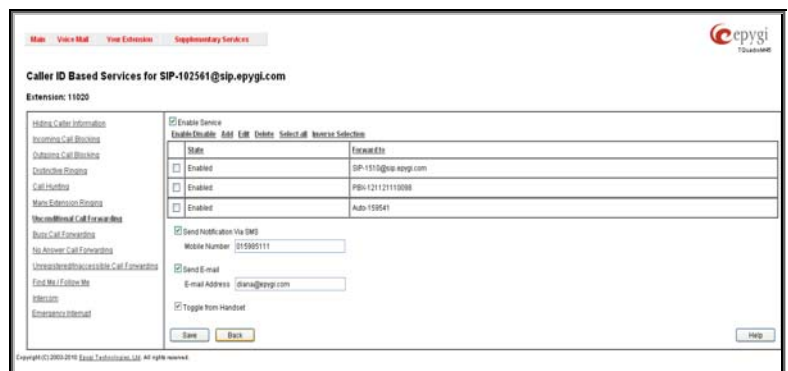 Main Voice Mail Your Extension Supplementary Services
epygi
Caller ID Based Services for SIP-102561@sip.epygi.com
Extension: 11020
Hiding Caller Information
Incoming Call Blocking
Outgoing Call Blocking
Distinctive Ringing
Call Hunting
Many Extension Ringing
Unconditional Call Forwarding
Busy Call Forwarding
No Answer Call Forwarding
Unregistered/Inaccessible Call Forwarding
Find Me / Follow Me
Intercom
Emergency Interrupt
Enable Service
Enable/Disable Add Edit Delete Select all Inverse Selection
State Forward to
Enabled SIP-1510@sip.epygi.com
Enabled PBX-121121110098
Enabled Auto-159541
Send Notification Via SMS
Mobile Number 015985111
Send E-mail
E-mail Address diana@epygi.com
Toggle from Handset
Save Back Help
Copyright (C) 2003-2010 Epygi Technologies, Ltd. All rights reserved.